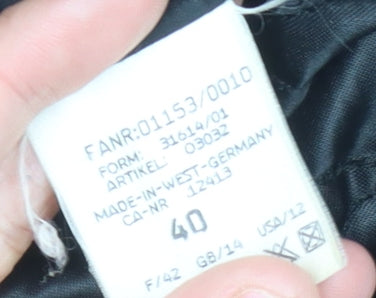 FANR:01153/0010
FORM: 31614/01
ARTIKEL: 03032
MADE-IN-WEST-GERMANY
CA-NR 12413
40
F/42 GB/14 USA/12